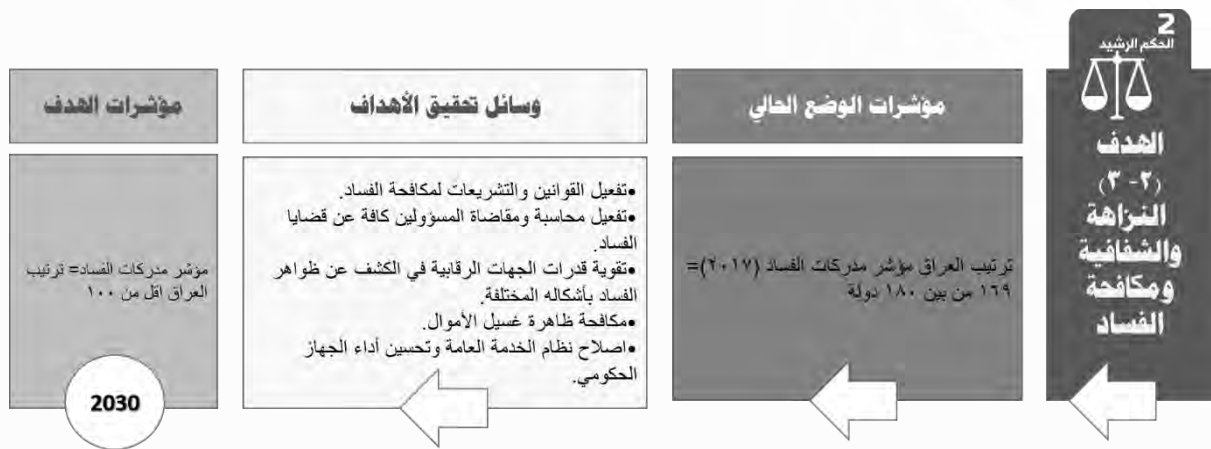 2
الحكم الرشيد
الهدف
(٢- ٣)
النزاهة
والشفافية
ومكافحة
الفساد
مؤشرات الوضع الحالي
ترتيب العراق مؤشر مدركات الفساد (٢٠١٧)=
١٦٩ من بين ١٨٠ دولة
وسائل تحقيق الأهداف
•تفعيل القوانين والتشريعات لمكافحة الفساد.
•تفعيل محاسبة ومقاضاة المسؤولين كافة عن قضايا
الفساد.
•تقوية قدرات الجهات الرقابية في الكشف عن ظواهر
الفساد بأشكاله المختلفة.
•مكافحة ظاهرة غسيل الأموال.
•اصلاح نظام الخدمة العامة وتحسين أداء الجهاز
الحكومي.
مؤشرات الهدف
مؤشر مدركات الفساد= ترتيب
العراق اقل من ١٠٠
2030